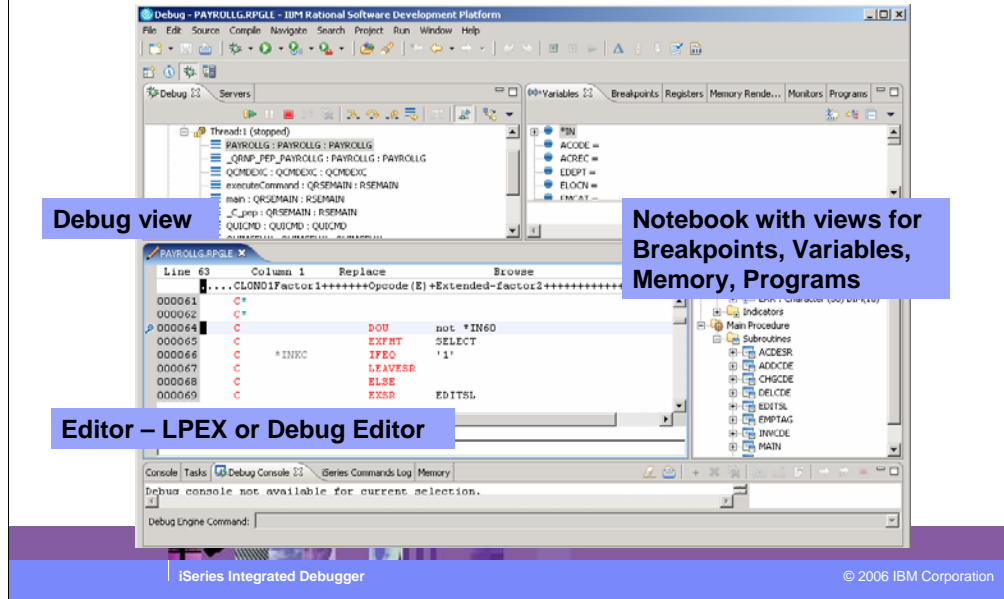 Debug - PAYROLLG.RPGLE - IBM Rational Software Development Platform
File Edit Source Compile Navigate Search Project Run Window Help
Debug Servers
Variables Breakpoints Registers Memory Rende... Monitors Programs
Thread:1 (stopped)
PAYROLLG : PAYROLLG : PAYROLLG
_QRNP_PEP_PAYROLLG : PAYROLLG : PAYROLLG
QCMDEXC : QCMDEXC : QCMDEXC
executeCommand : QRSEMAIN : RSEMAIN
main : QRSEMAIN : RSEMAIN
_C_pep : QRSEMAIN : RSEMAIN
QUICMD : QUICMD : QUICMD
*IN
ACODE =
ACREC =
EDEPT =
ELOCN =
Debug view
Notebook with views for
Breakpoints, Variables,
Memory, Programs
PAYROLLG.RPGLE
Line 63 Column 1 Replace Browse
.....CL0N01Factor1+++++++Opcode(E)+Extended-factor2+++++++++++++
000061 C*
000062 C*
000064 C DOU not *IN60
000065 C EXFMT SELECT
000066 C *INKC IFEQ '1'
000067 C LEAVESR
000068 C ELSE
000069 C EXSR EDITSL
Indicators
Main Procedure
Subroutines
ACDESR
ADDCDE
CHGCDE
DELCDE
EDITSL
EMPTAG
INVCDE
MAIN
Editor – LPEX or Debug Editor
Console Tasks Debug Console iSeries Commands Log Memory
Debug console not available for current selection.
Debug Engine Command:
iSeries Integrated Debugger
© 2006 IBM Corporation